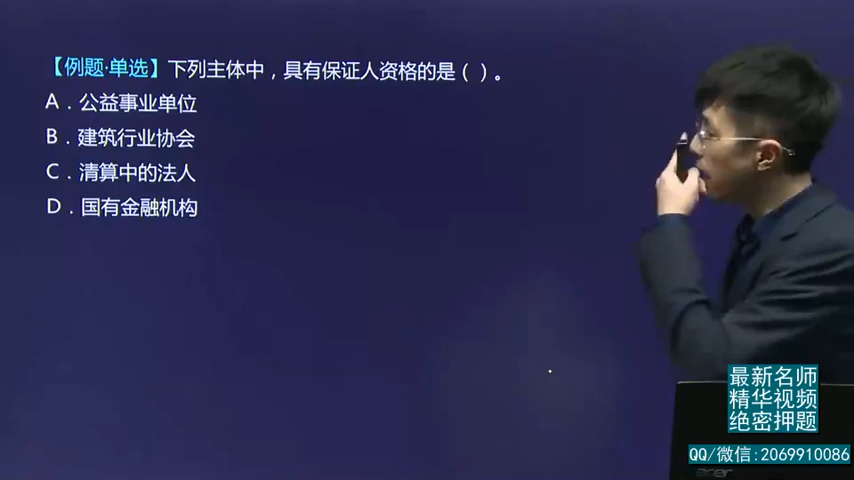 【例题·单选】下列主体中，具有保证人资格的是（ ）。
A．公益事业单位
B．建筑行业协会
C．清算中的法人
D．国有金融机构
最新名师
精华视频
绝密押题
QQ/微信:2069910086
acer